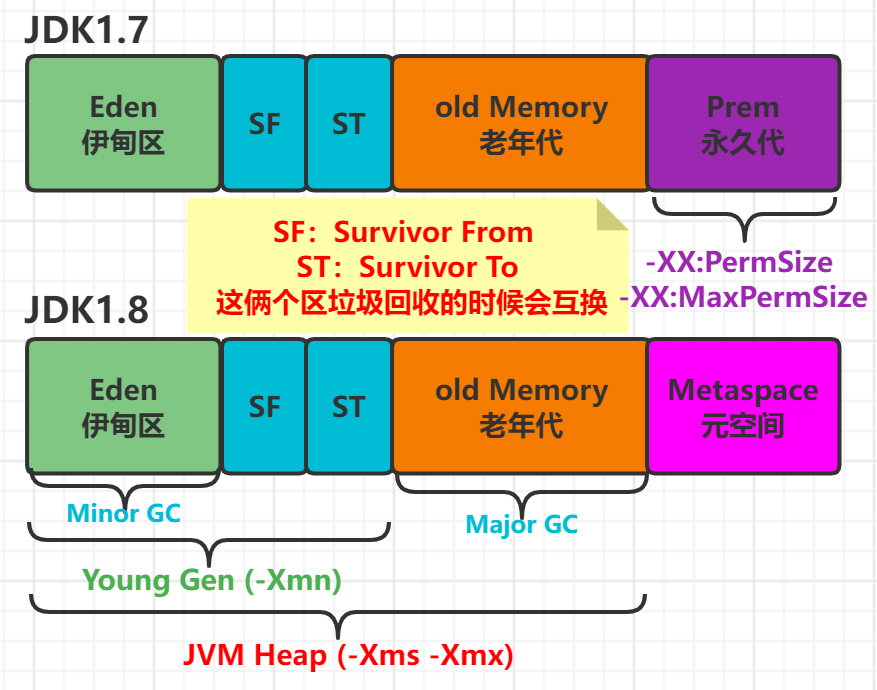 JDK1.7
Eden
伊甸区
SF
ST
old Memory
老年代
Prem
永久代
SF：Survivor From
ST：Survivor To
这俩个区垃圾回收的时候会互换
-XX:PermSize
-XX:MaxPermSize
JDK1.8
Eden
伊甸区
SF
ST
old Memory
老年代
Metaspace
元空间
Minor GC
Major GC
Young Gen (-Xmn)
JVM Heap (-Xms -Xmx)